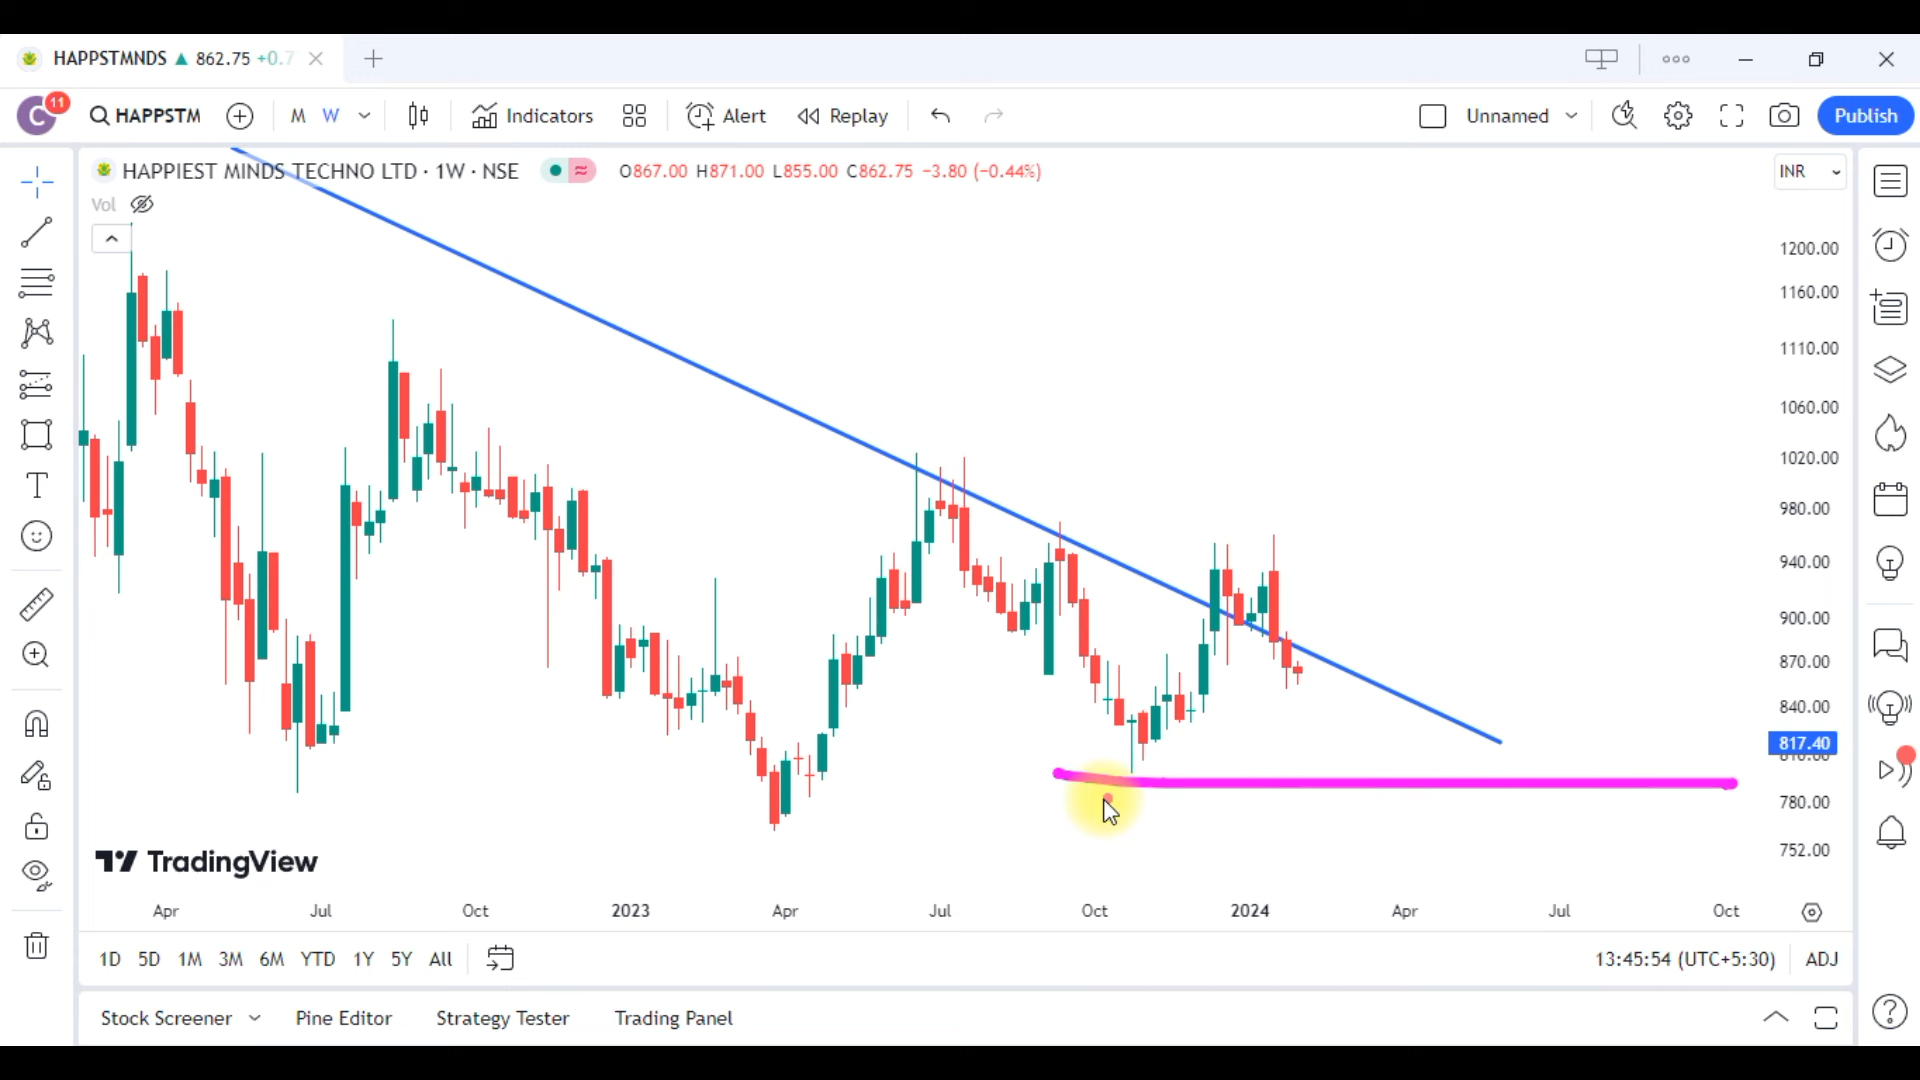 HAPPSTMNDS ▲ 862.75 +0.7
C 11 HAPPSTM M W Indicators Alert Replay Unnamed Publish
HAPPIEST MINDS TECHNO LTD · 1W · NSE O867.00 H871.00 L855.00 C862.75 −3.80 (−0.44%) INR
Vol
1200.00
1160.00
1110.00
1060.00
1020.00
980.00
940.00
900.00
870.00
840.00
817.40
810.00
780.00
752.00
TradingView
Apr Jul Oct 2023 Apr Jul Oct 2024 Apr Jul Oct
1D 5D 1M 3M 6M YTD 1Y 5Y All 13:45:54 (UTC+5:30) ADJ
Stock Screener Pine Editor Strategy Tester Trading Panel